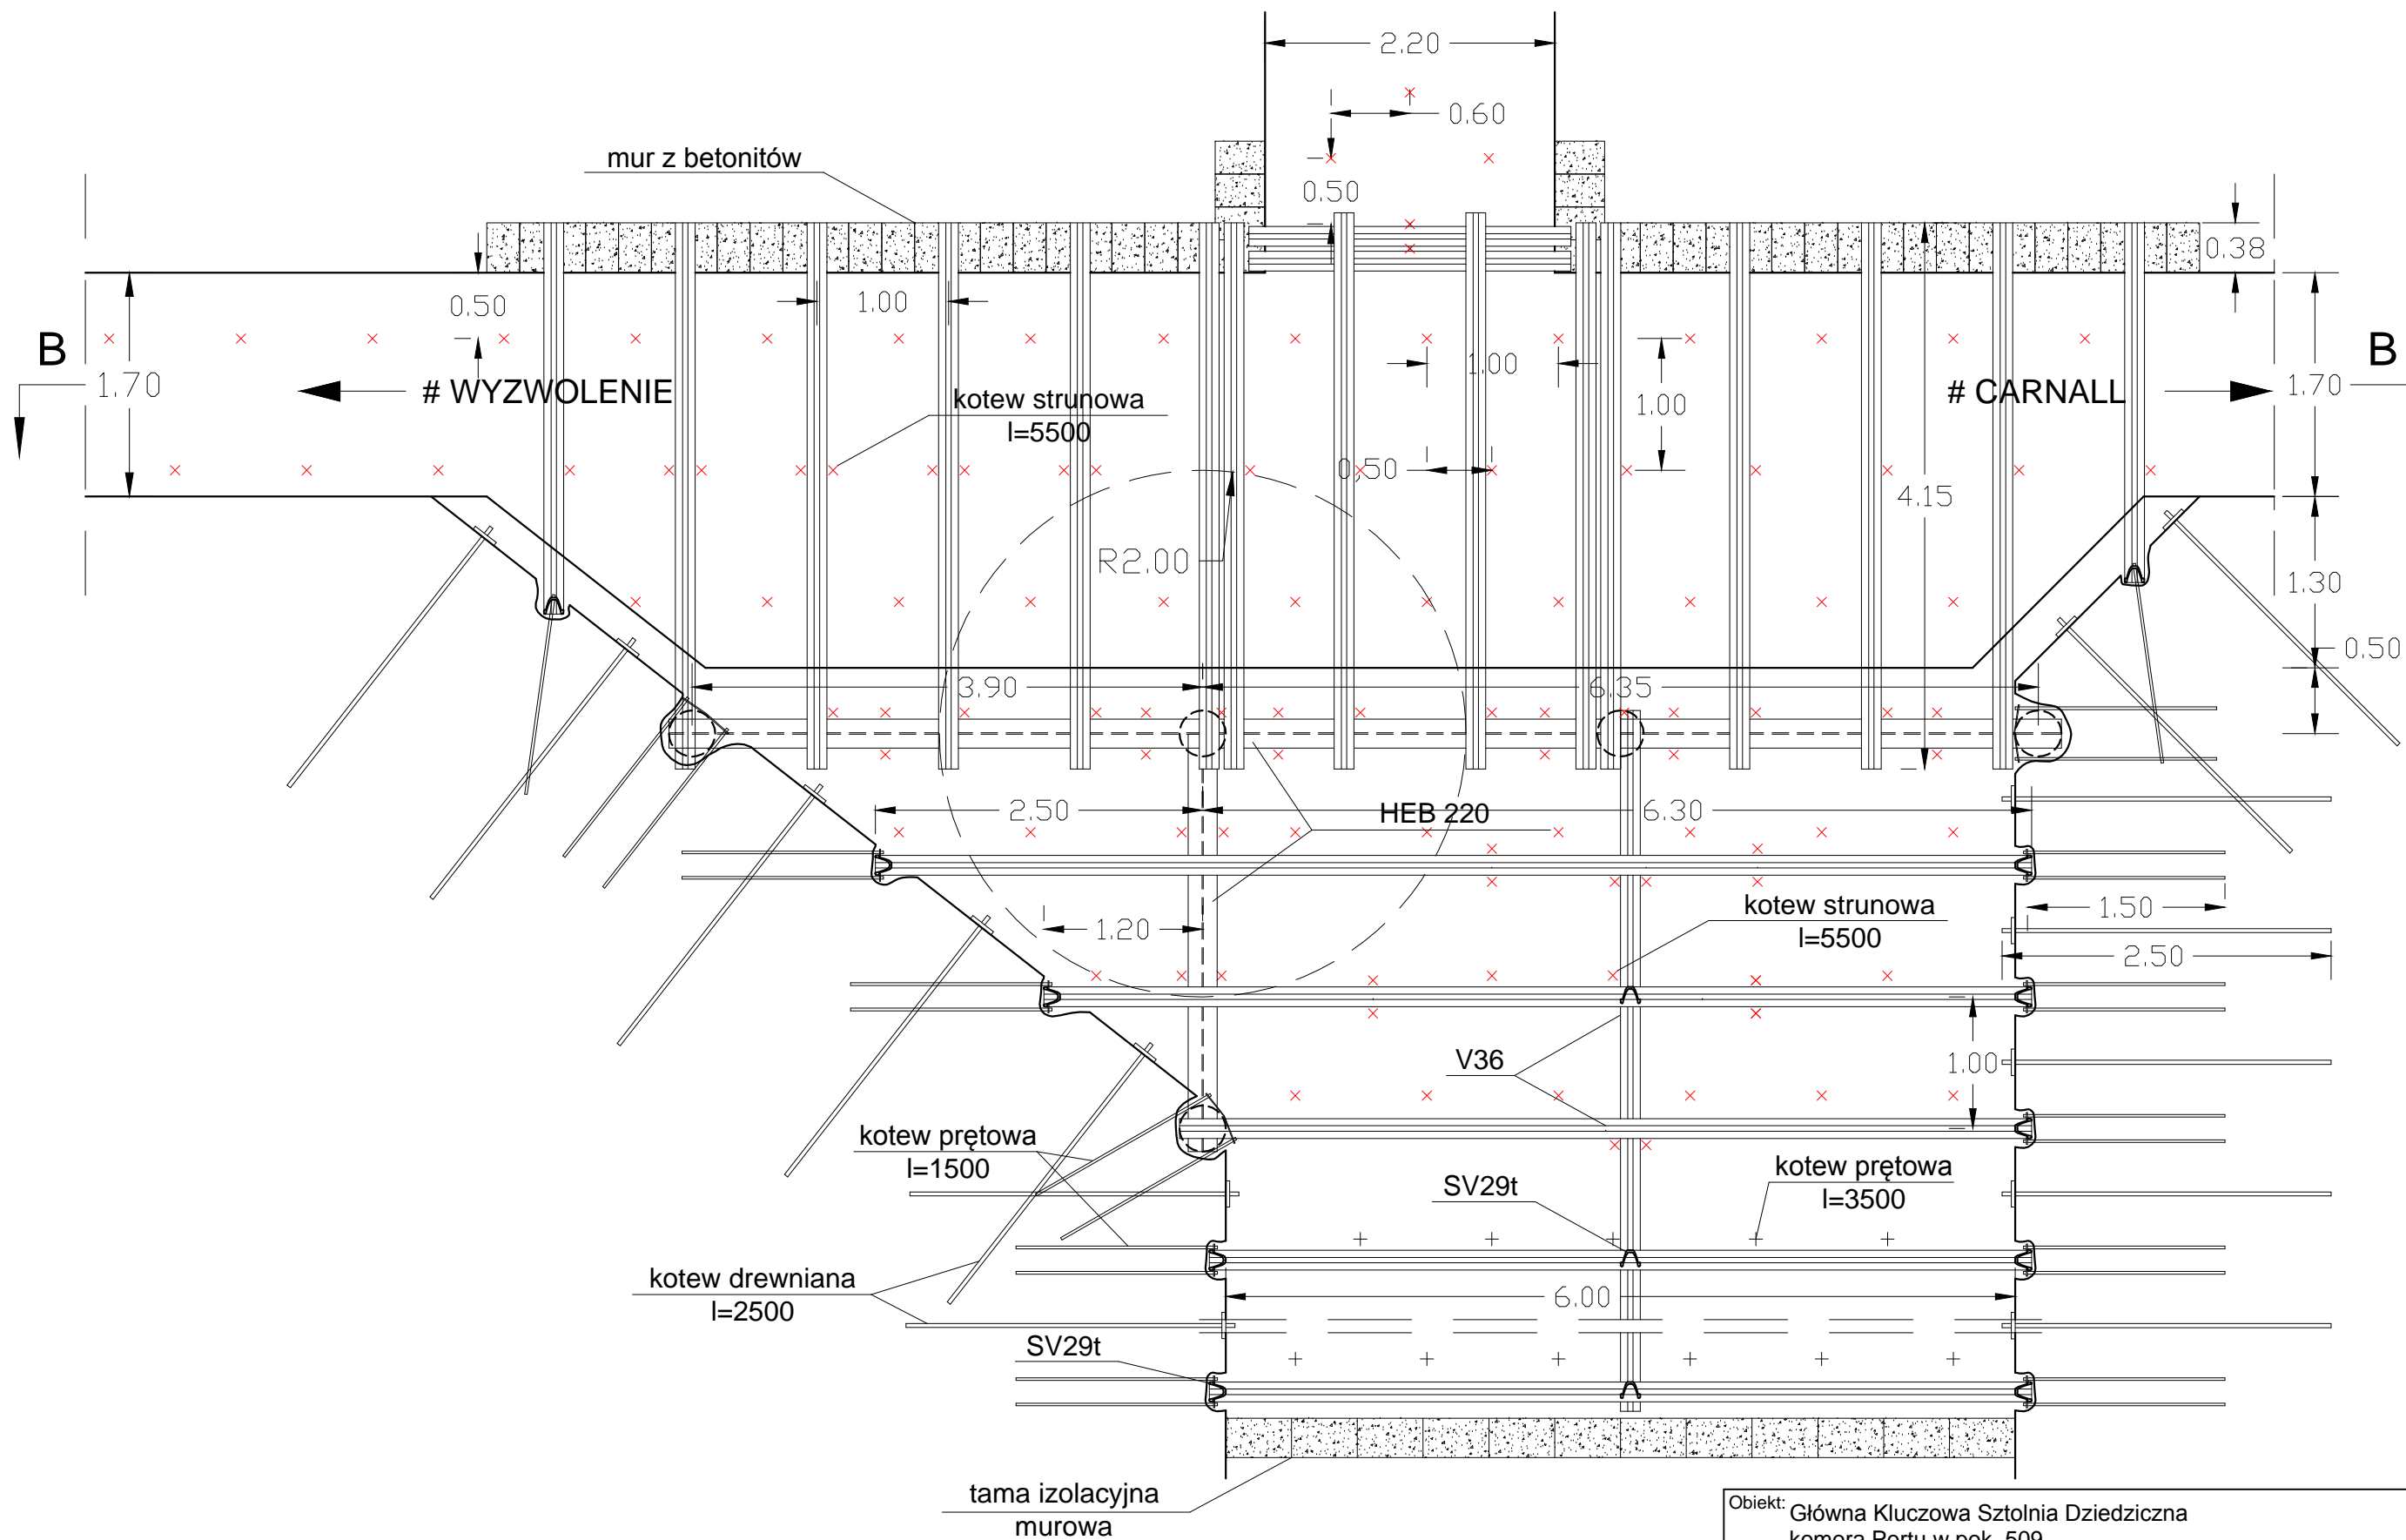 2.20
0.60
mur z betonitów
0.50
0.38
0.50
1.00
B
B
1.70
# WYZWOLENIE
1.00
# CARNALL
1.70
kotew strunowa
l=5500
1.00
0,50
4.15
R2.00
1.30
0.50
3.90
6.35
2.50
HEB 220
6.30
1.20
kotew strunowa
l=5500
1.50
2.50
V36
1.00
kotew prętowa
l=1500
kotew prętowa
l=3500
SV29t
kotew drewniana
l=2500
6.00
SV29t
tama izolacyjna
murowa
Obiekt: Główna Kluczowa Sztolnia Dziedziczna
komora Portu w pok. 509